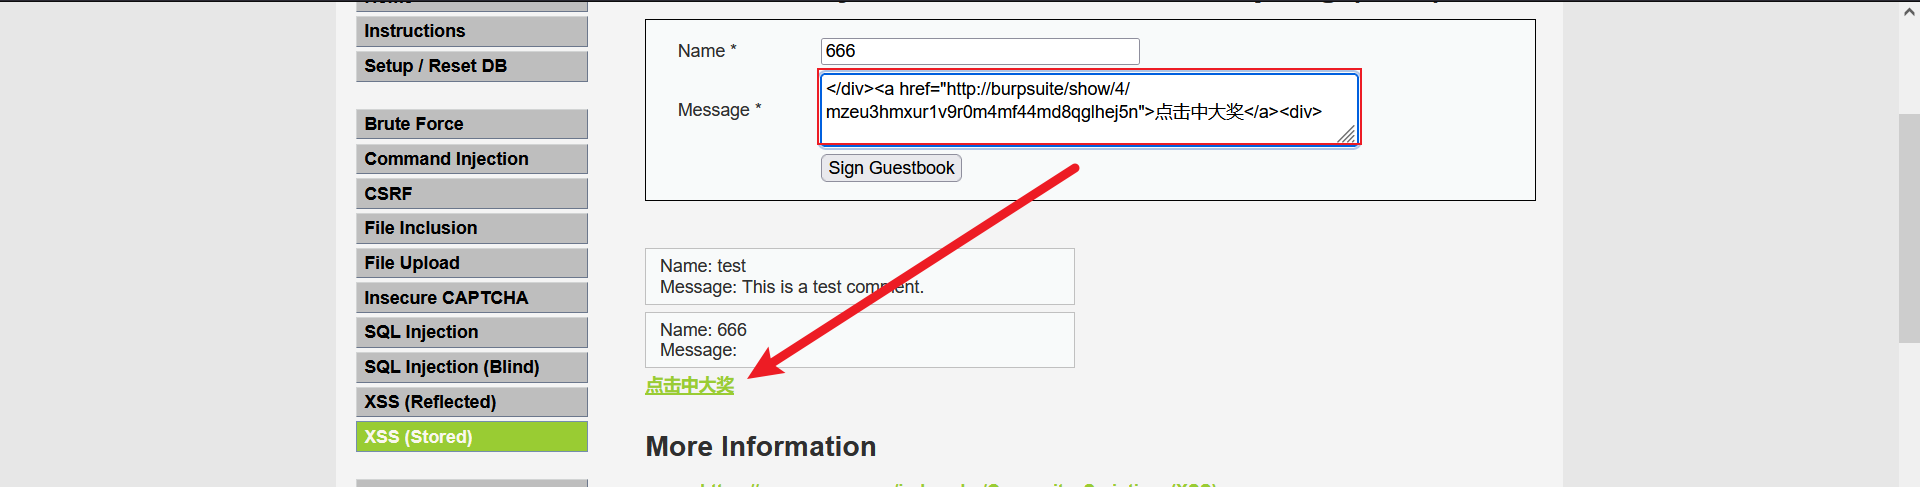 Instructions
Setup / Reset DB
Brute Force
Command Injection
CSRF
File Inclusion
File Upload
Insecure CAPTCHA
SQL Injection
SQL Injection (Blind)
XSS (Reflected)
XSS (Stored)
Name *
666
Message *
</div><a href="http://burpsuite/show/4/
mzeu3hmxur1v9r0m4mf44md8qglhej5n">点击中大奖</a><div>
Sign Guestbook
Name: test
Message: This is a test comment.
Name: 666
Message:
点击中大奖
More Information